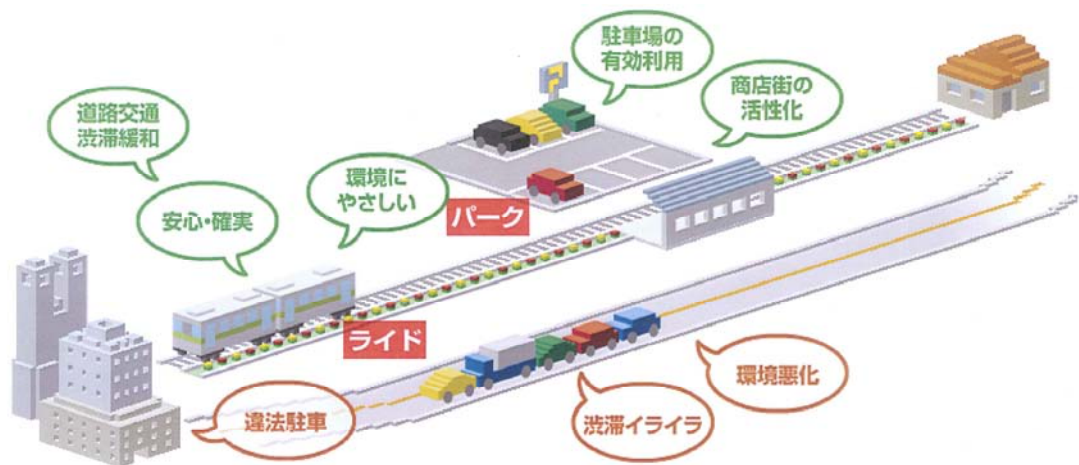 駐車場の
有効利用
商店街の
活性化
道路交通
渋滞緩和
環境に
やさしい
安心・確実
パーク
ライド
違法駐車
渋滞イライラ
環境悪化